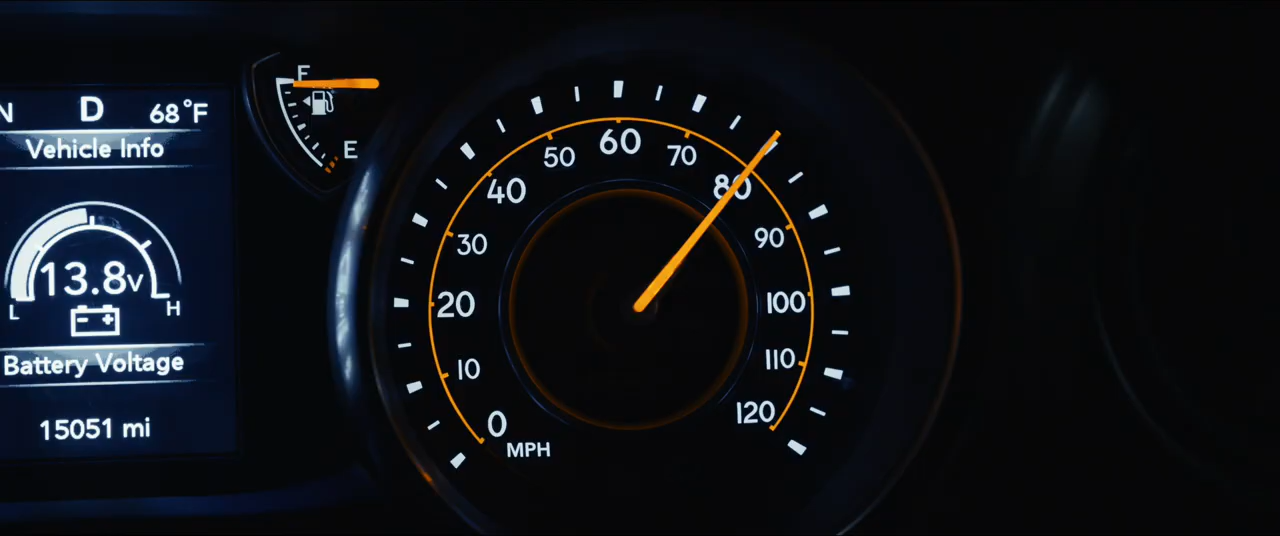 N D 68°F
Vehicle Info
13.8v
L H
- +
Battery Voltage
15051 mi
F
E
0
10
20
30
40
50
60
70
80
90
100
110
120
MPH